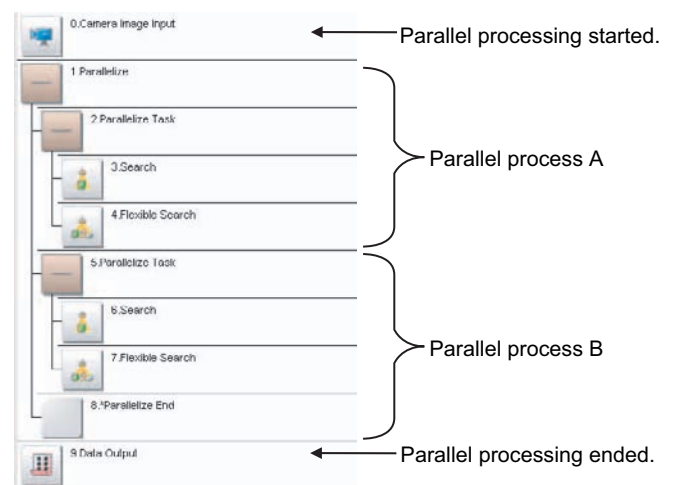 0.Camera Image Input
Parallel processing started.
1.Parallelize
2.Parallelize Task
Parallel process A
3.Search
4.Flexible Search
5.Parallelize Task
6.Search
Parallel process B
7.Flexible Search
8.*Parallelize End
9.Data Output
Parallel processing ended.